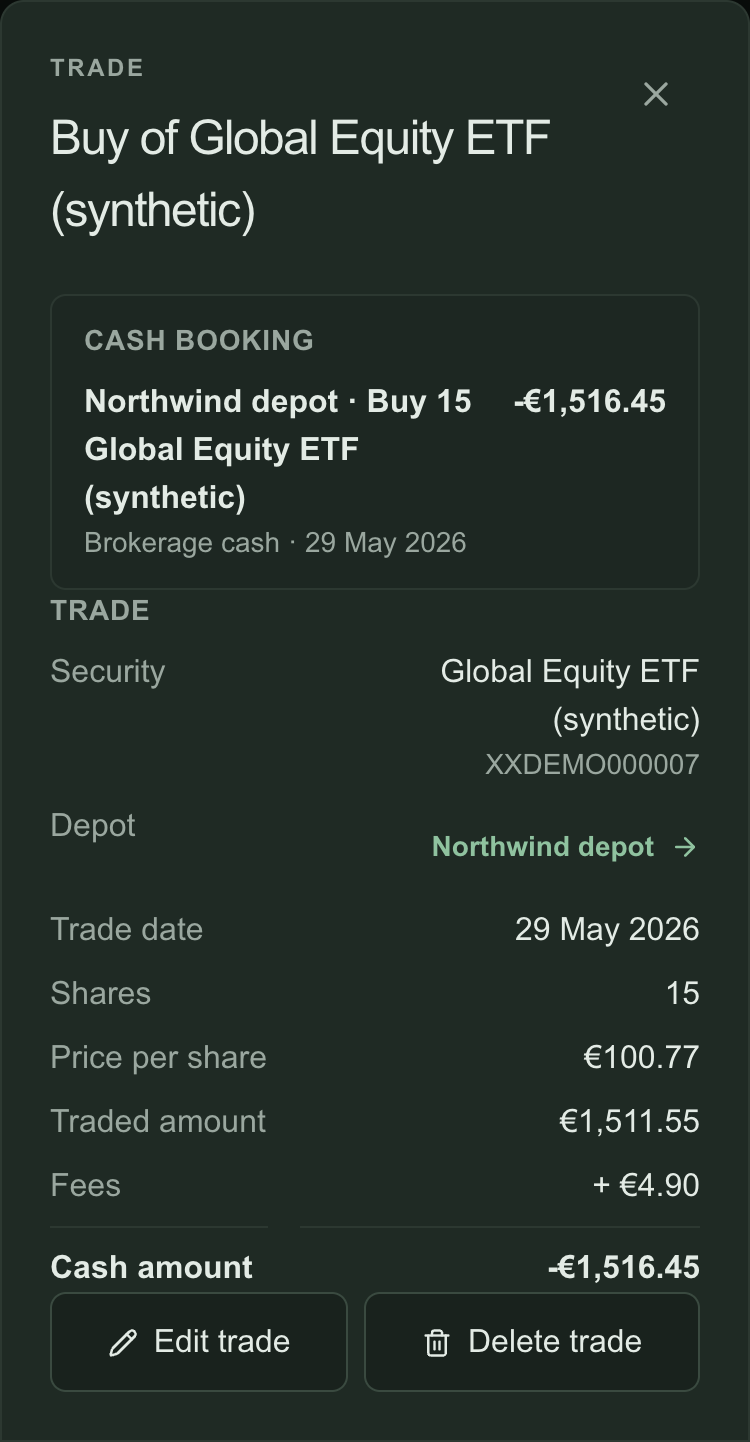 TRADE
Buy of Global Equity ETF
(synthetic)
CASH BOOKING
Northwind depot · Buy 15 -€1,516.45
Global Equity ETF
(synthetic)
Brokerage cash · 29 May 2026
TRADE
Security Global Equity ETF
(synthetic)
XXDEMO000007
Depot
Northwind depot →
Trade date 29 May 2026
Shares 15
Price per share €100.77
Traded amount €1,511.55
Fees + €4.90
Cash amount -€1,516.45
Edit trade Delete trade